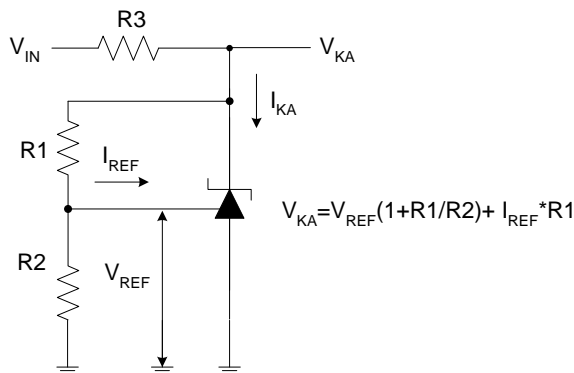 R3
V_IN
V_KA
I_KA
R1
I_REF
V_KA=V_REF(1+R1/R2)+ I_REF*R1
R2
V_REF